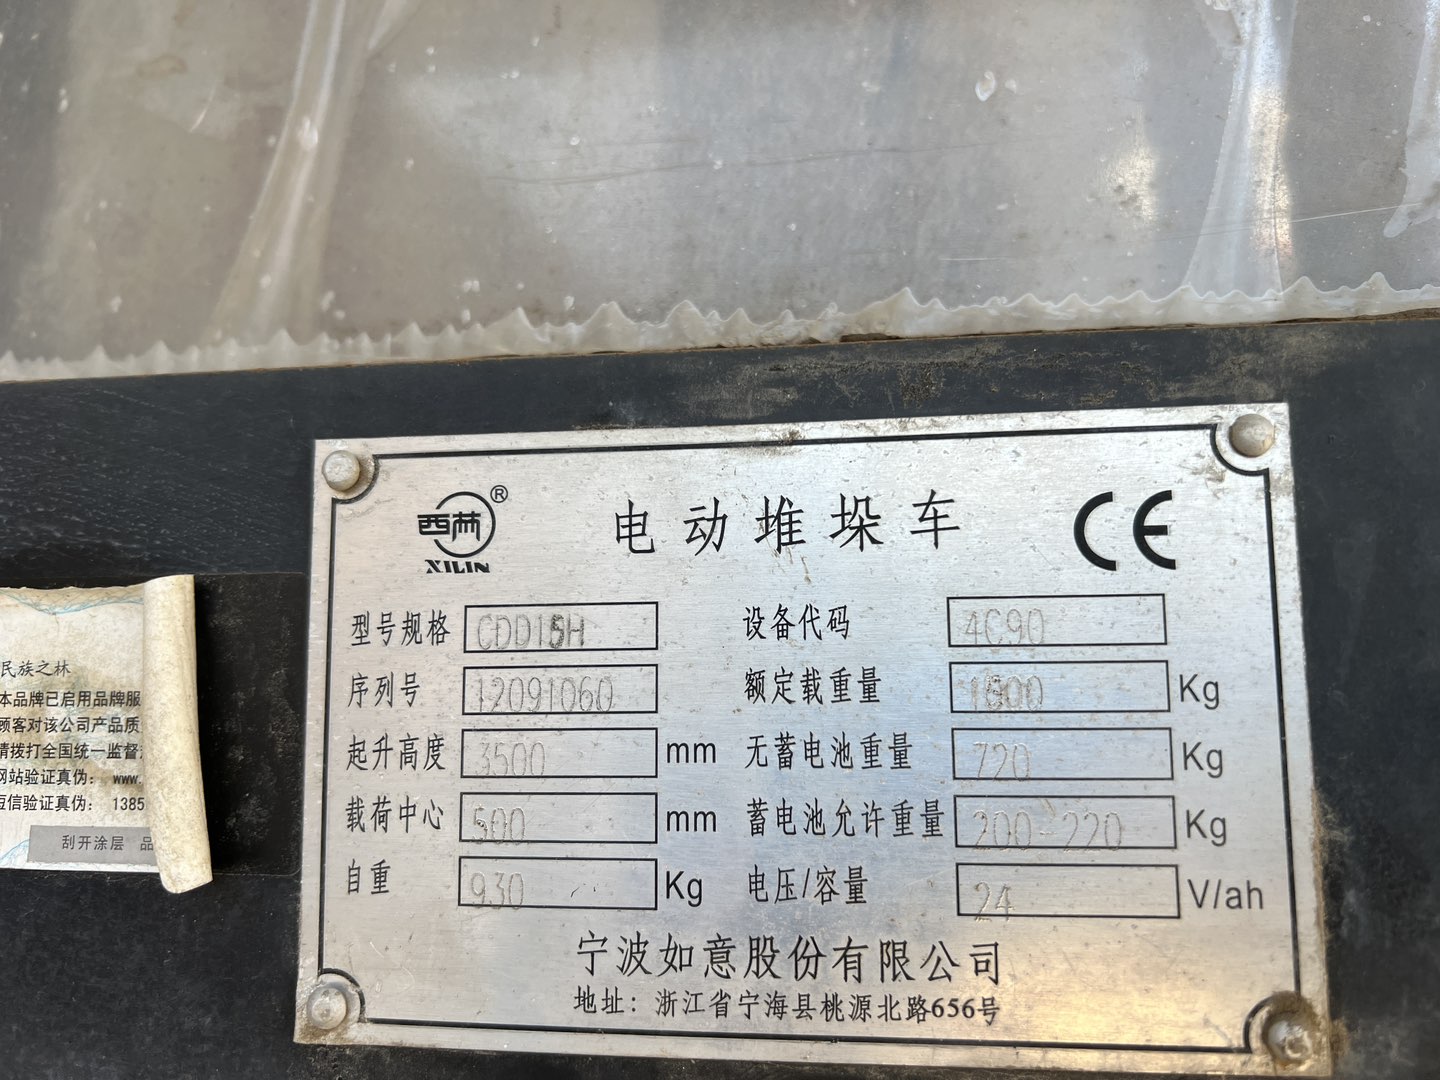 西林®
XILIN
电动堆垛车
CE
型号规格 CDD15H 设备代码 4C90
序列号 12091060 额定载重量 1500 Kg
起升高度 3500 mm 无蓄电池重量 720 Kg
载荷中心 500 mm 蓄电池允许重量 200-220 Kg
自重 930 Kg 电压/容量 24 V/ah
宁波如意股份有限公司
地址：浙江省宁海县桃源北路656号
民族之林
本品牌已启用品牌服
顾客对该公司产品质
请拨打全国统一监督
网站验证真伪： www.
短信验证真伪： 1385
刮开涂层 品